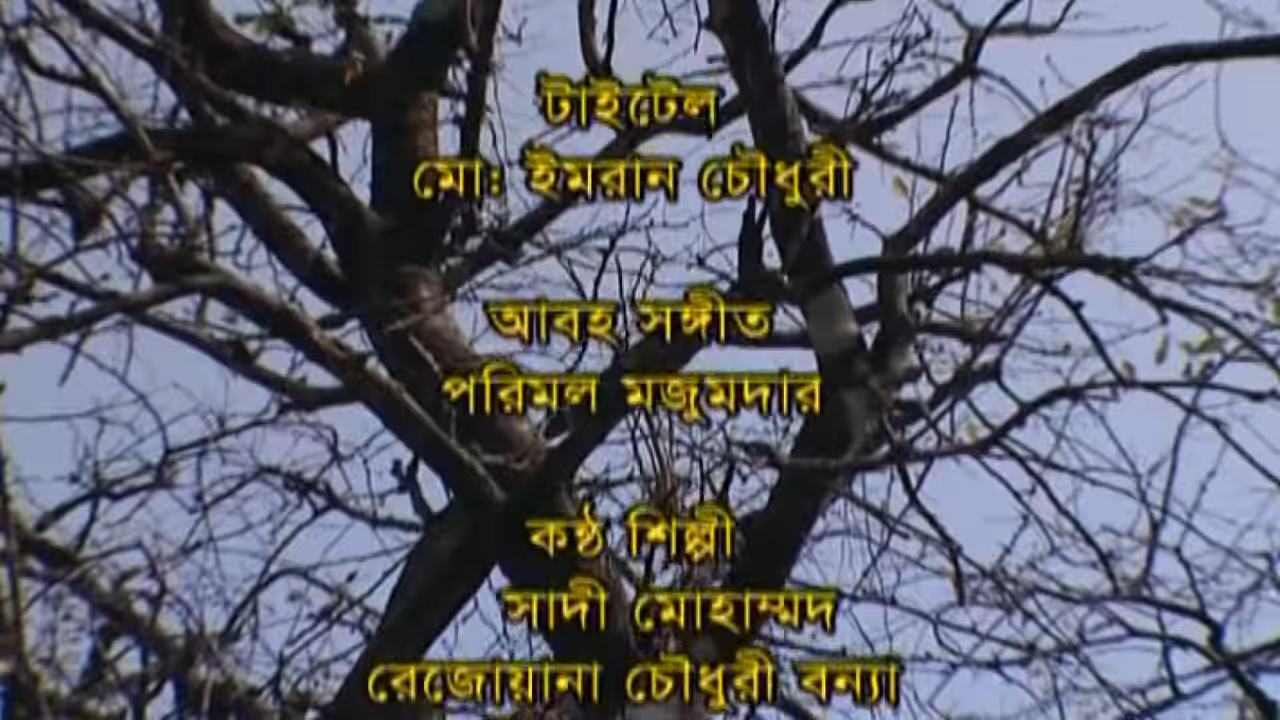 টাইটেল
মো: ইমরান চৌধুরী
আবহ সঙ্গীত
পরিমল মজুমদার
কণ্ঠ শিল্পী
সাদী মোহাম্মদ
রেজোয়ানা চৌধুরী বন্যা